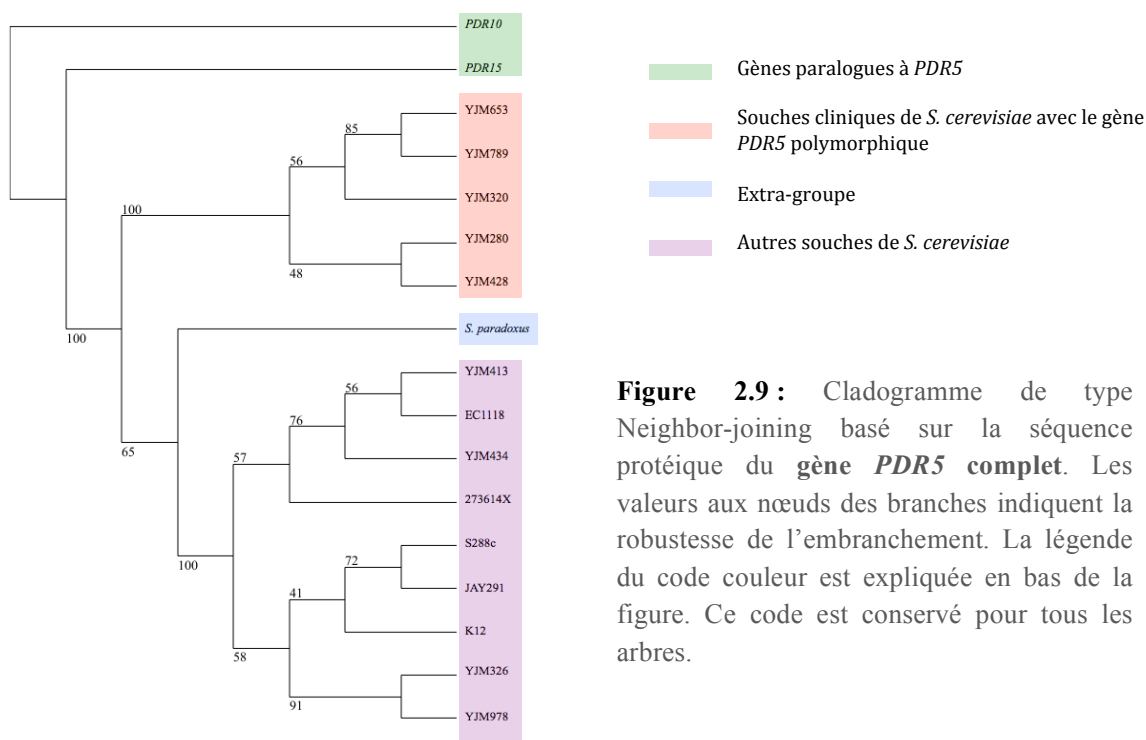 PDR10
PDR15
YJM653
85
YJM789
56
YJM320
100
YJM280
48
YJM428
100
S. paradoxus
YJM413
56
EC1118
76
YJM434
65
57
273614X
S288c
72
JAY291
100
41
K12
58
YJM326
91
YJM978
Gènes paralogues à PDR5
Souches cliniques de S. cerevisiae avec le gène
PDR5 polymorphique
Extra-groupe
Autres souches de S. cerevisiae
Figure 2.9 : Cladogramme de type
Neighbor-joining basé sur la séquence
protéique du gène PDR5 complet. Les
valeurs aux nœuds des branches indiquent la
robustesse de l’embranchement. La légende
du code couleur est expliquée en bas de la
figure. Ce code est conservé pour tous les
arbres.